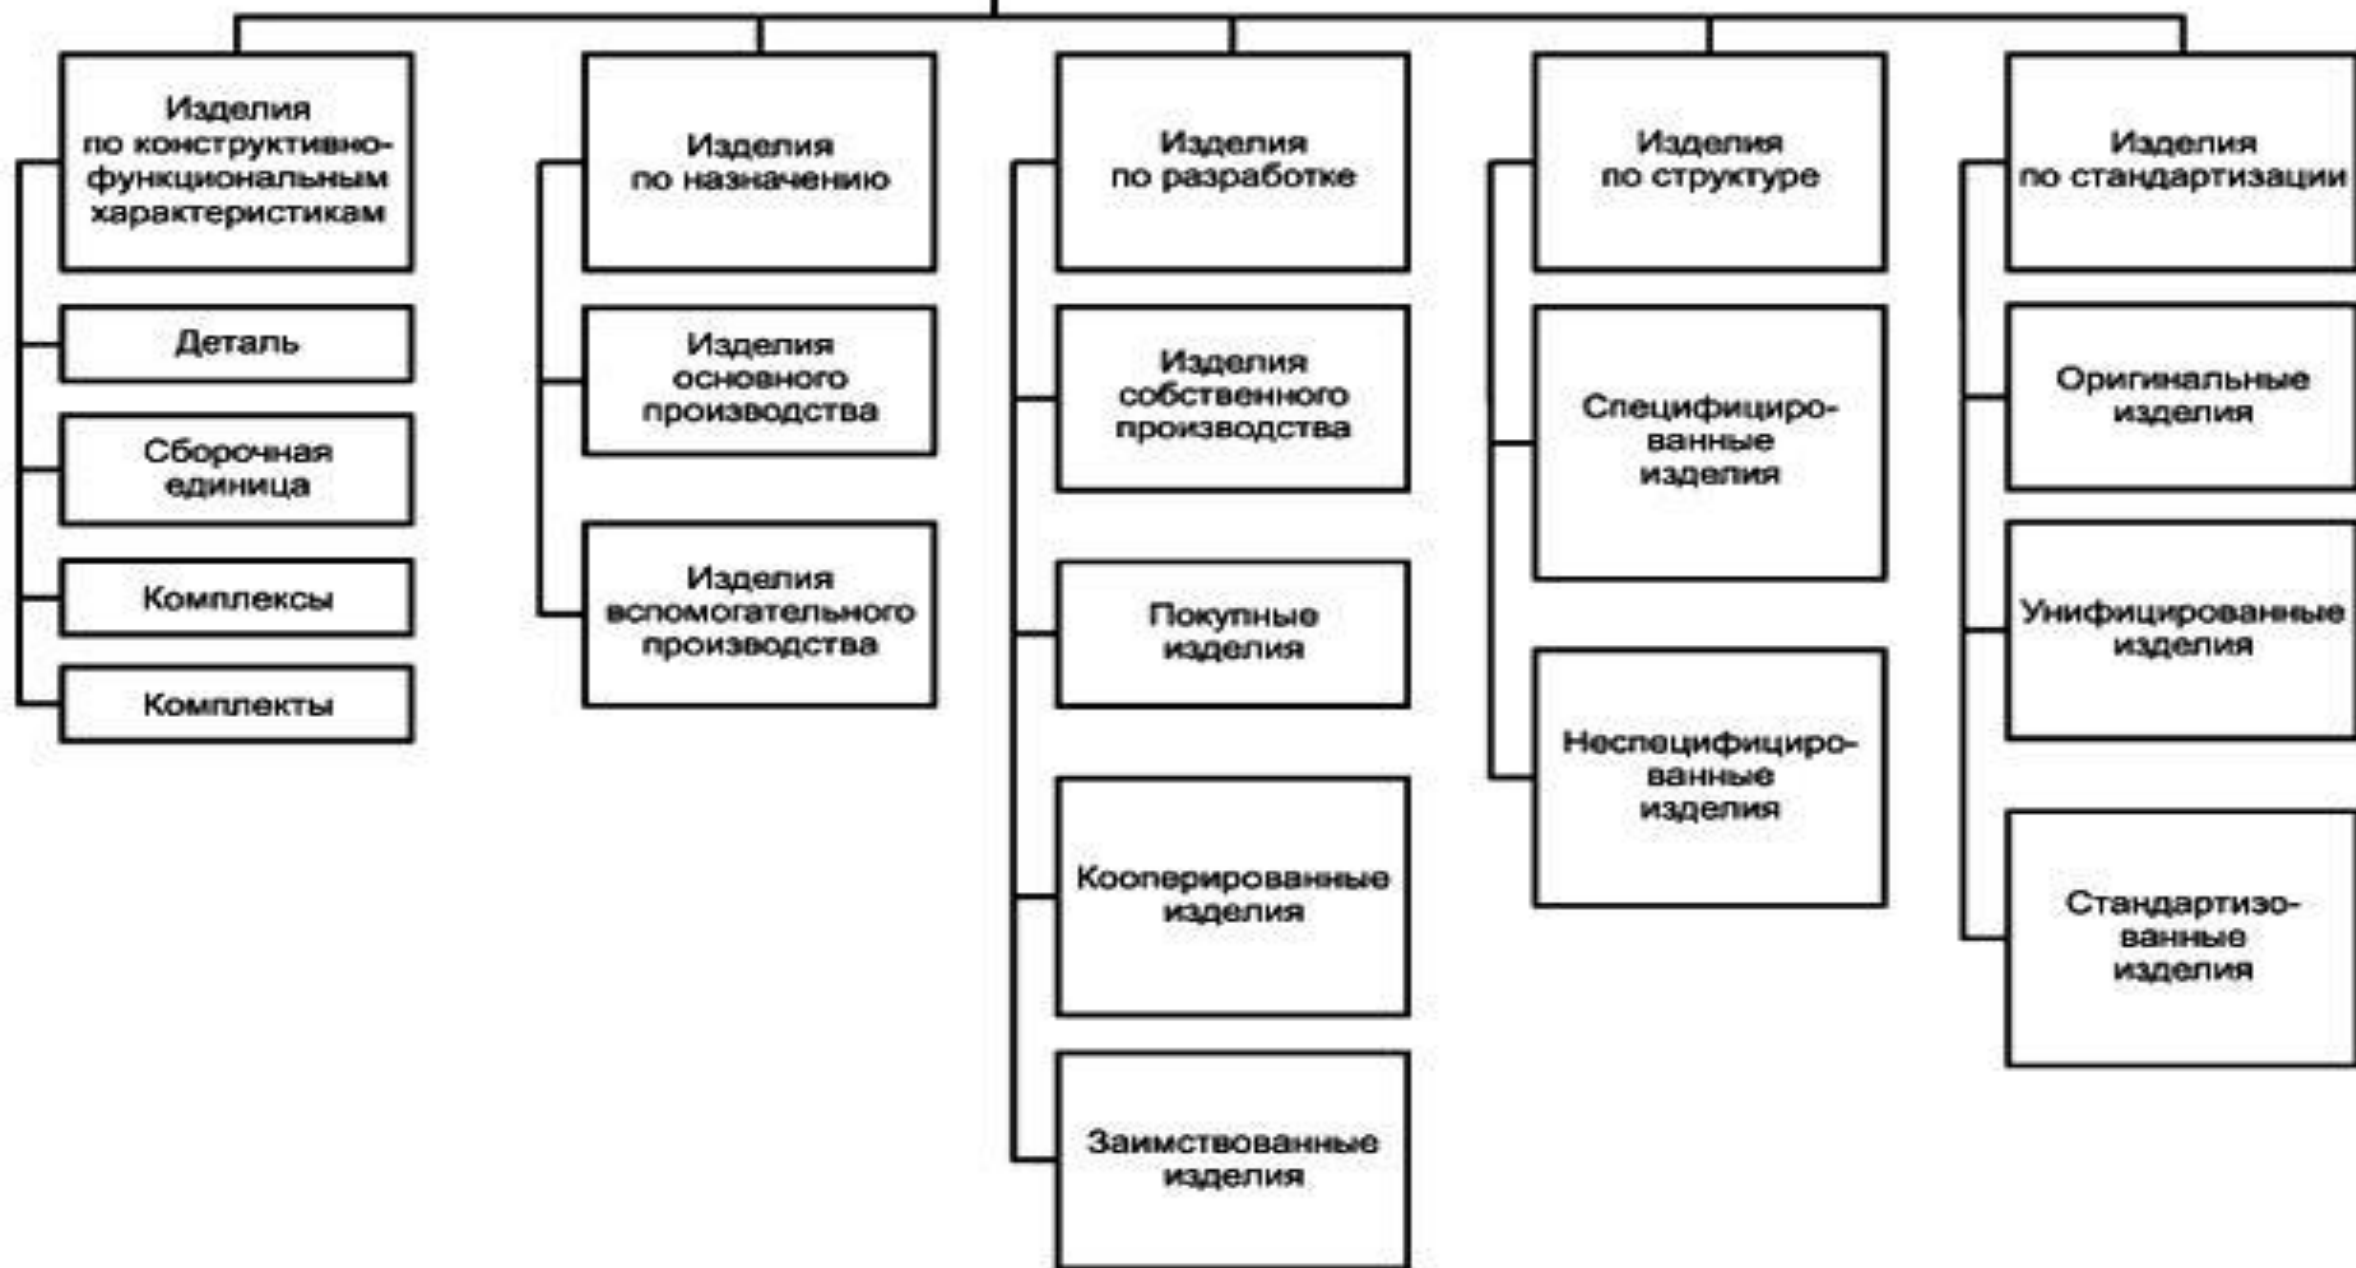 Изделия
по конструктивно-
функциональным
характеристикам
Деталь
Сборочная
единица
Комплексы
Комплекты
Изделия
по назначению
Изделия
основного
производства
Изделия
вспомогательного
производства
Изделия
по разработке
Изделия
собственного
производства
Покупные
изделия
Кооперированные
изделия
Заимствованные
изделия
Изделия
по структуре
Специфициро-
ванные
изделия
Неспецифициро-
ванные
изделия
Изделия
по стандартизации
Оригинальные
изделия
Унифицированные
изделия
Стандартизо-
ванные
изделия